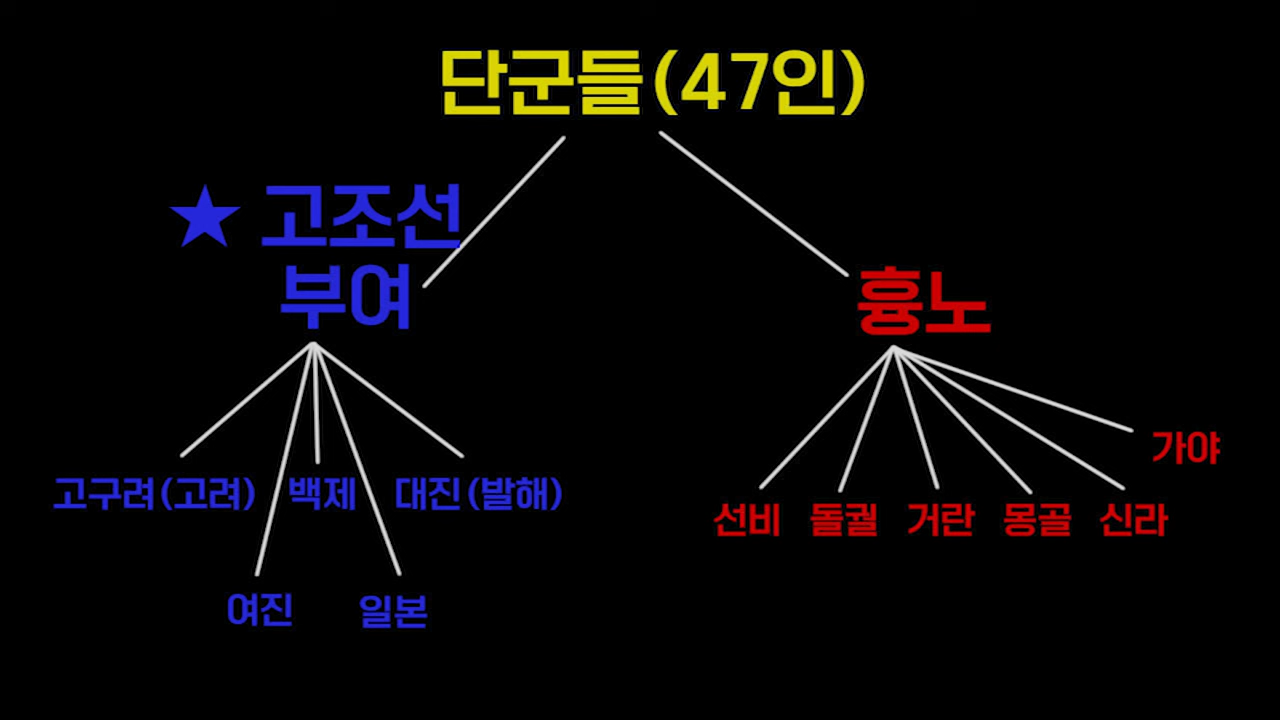 단군들(47인)
★ 고조선
부여
흉노
가야
고구려(고려) 백제 대진(발해)
선비 돌궐 거란 몽골 신라
여진 일본